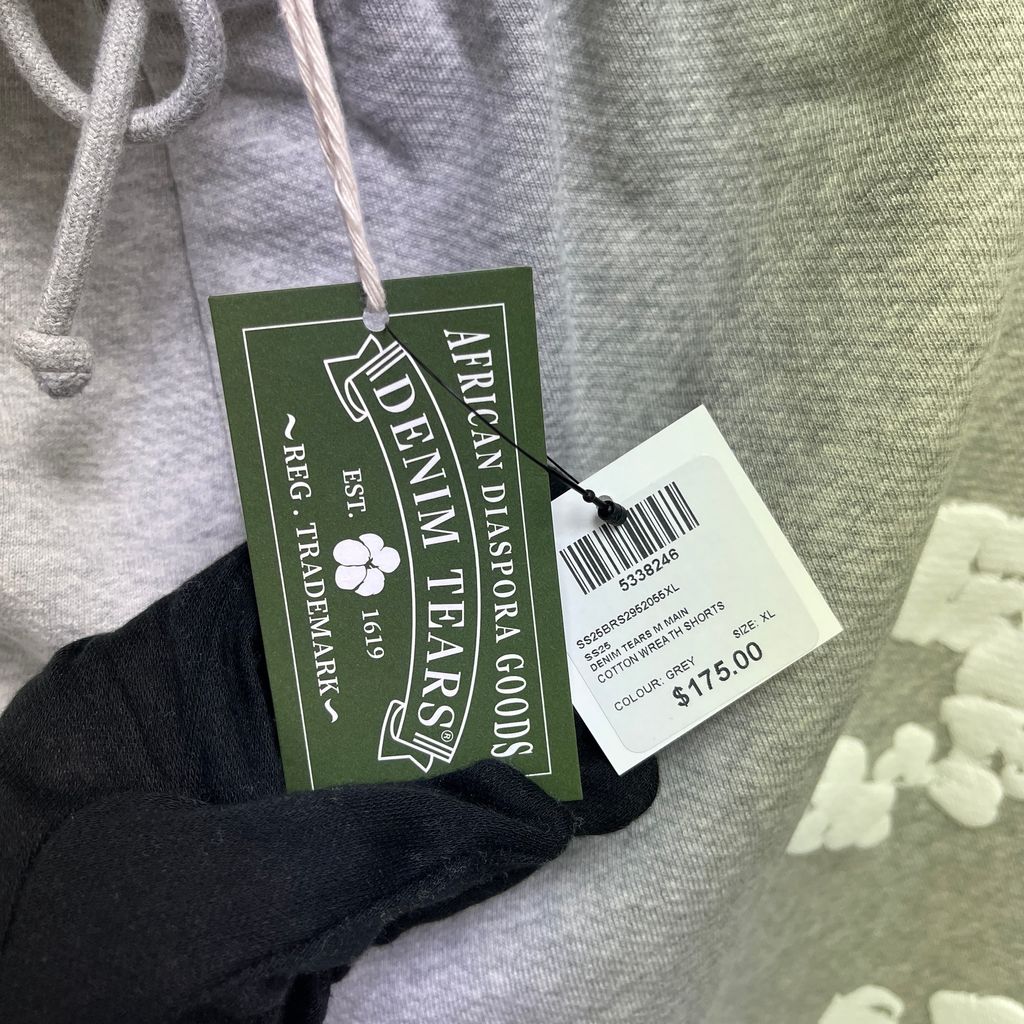 AFRICAN DIASPORA GOODS
DENIM TEARS®
EST. 1619
~REG. TRADEMARK~
5338246
SS25BRS2952055XL
SS25
DENIM TEARS M MAIN
COTTON WREATH SHORTS
COLOUR: GREY SIZE: XL
$175.00